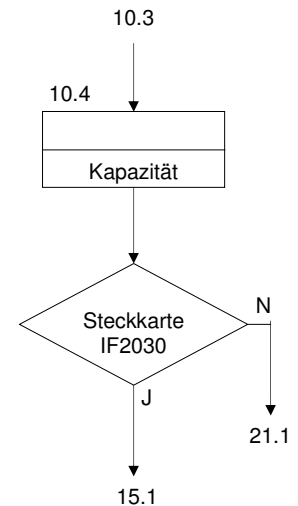 10.3
10.4
Kapazität
Steckkarte
IF2030
N
J
21.1
15.1